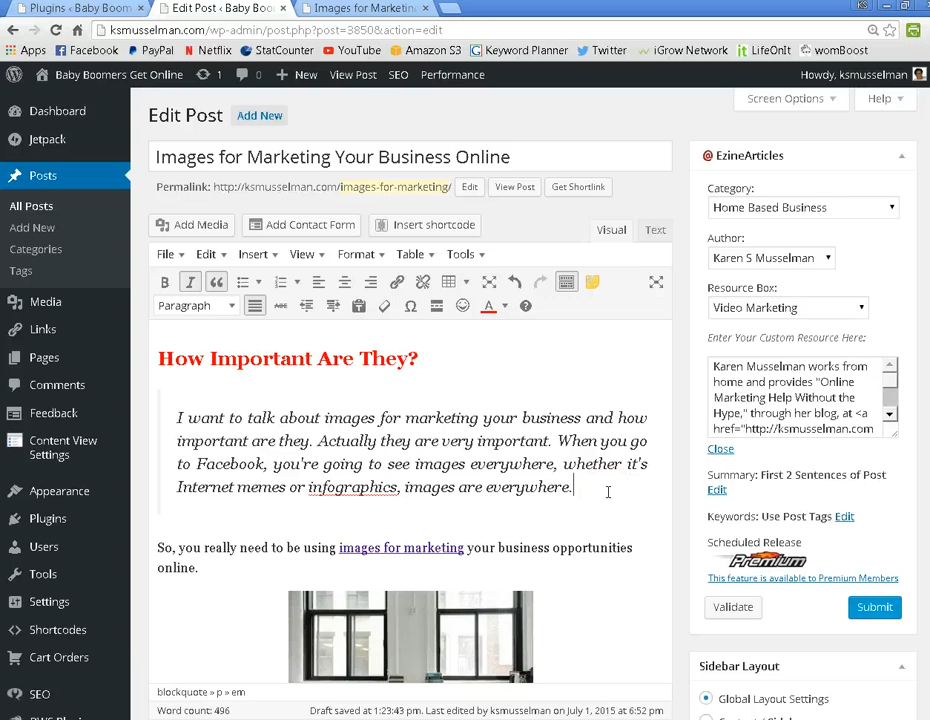 Plugins ‹ Baby Boom × Edit Post ‹ Baby Boo × Images for Marketin × KS
ksmusselman.com/wp-admin/post.php?post=3850&action=edit
Apps Facebook PayPal Netflix StatCounter YouTube Amazon S3 Keyword Planner Twitter iGrow Network LifeOnIt womBoost
Baby Boomers Get Online 1 0 New View Post SEO Performance Howdy, ksmusselman
Screen Options Help
Dashboard
Jetpack
Posts
All Posts
Add New
Categories
Tags
Media
Links
Pages
Comments
Feedback
Content View
Settings
Appearance
Plugins
Users
Tools
Settings
Shortcodes
Cart Orders
SEO
Edit Post Add New
Images for Marketing Your Business Online
Permalink: http://ksmusselman.com/images-for-marketing/ Edit View Post Get Shortlink
Add Media Add Contact Form Insert shortcode Visual Text
File Edit Insert View Format Table Tools
B I
Paragraph ABC A
How Important Are They?
I want to talk about images for marketing your business and how
important are they. Actually they are very important. When you go
to Facebook, you're going to see images everywhere, whether it's
Internet memes or infographics, images are everywhere.
So, you really need to be using images for marketing your business opportunities
online.
blockquote » p » em
Word count: 496 Draft saved at 1:23:43 pm. Last edited by ksmusselman on July 1, 2015 at 6:52 pm
EzineArticles
Category:
Home Based Business
Author:
Karen S Musselman
Resource Box:
Video Marketing
Enter Your Custom Resource Here:
Karen Musselman works from
home and provides "Online
Marketing Help Without the
Hype," through her blog, at <a
href="http://ksmusselman.com
Close
Summary: First 2 Sentences of Post
Edit
Keywords: Use Post Tags Edit
Scheduled Release
Premium
This feature is available to Premium Members
Validate Submit
Sidebar Layout
Global Layout Settings